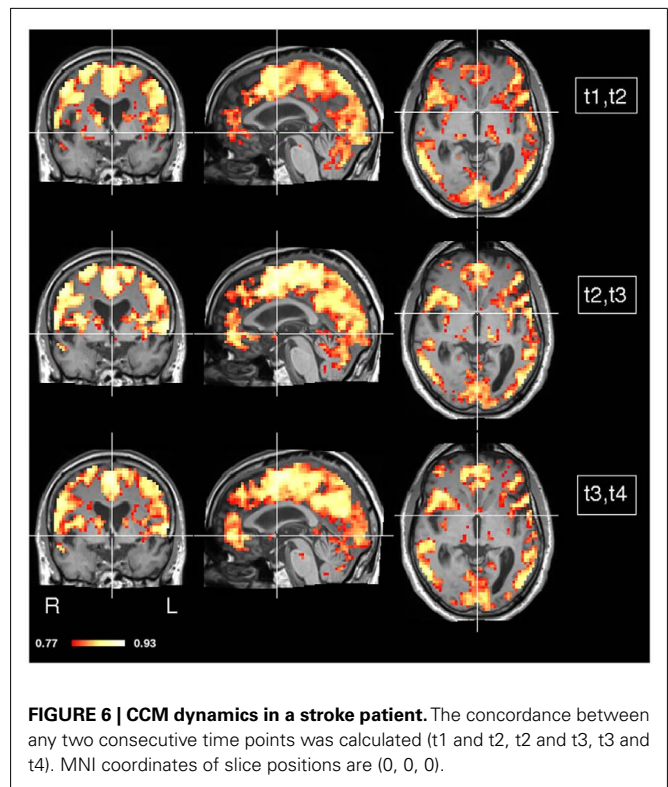 t1,t2
t2,t3
t3,t4
R L
0.77 0.93
FIGURE 6 | CCM dynamics in a stroke patient. The concordance between
any two consecutive time points was calculated (t1 and t2, t2 and t3, t3 and
t4). MNI coordinates of slice positions are (0, 0, 0).